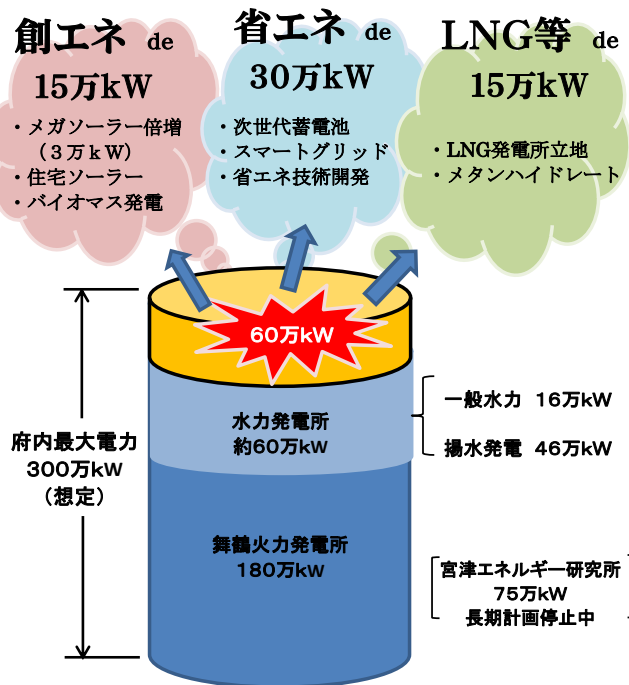 創エネ de
15万kW
・メガソーラー倍増
（３万ｋW）
・住宅ソーラー
・バイオマス発電
省エネ de
30万kW
・次世代蓄電池
・スマートグリッド
・省エネ技術開発
LNG等 de
15万kW
・LNG発電所立地
・メタンハイドレート
60万kW
水力発電所
約60万kW
一般水力 16万kW
揚水発電 46万kW
府内最大電力
300万kW
（想定）
舞鶴火力発電所
180万kW
宮津エネルギー研究所
75万kW
長期計画停止中